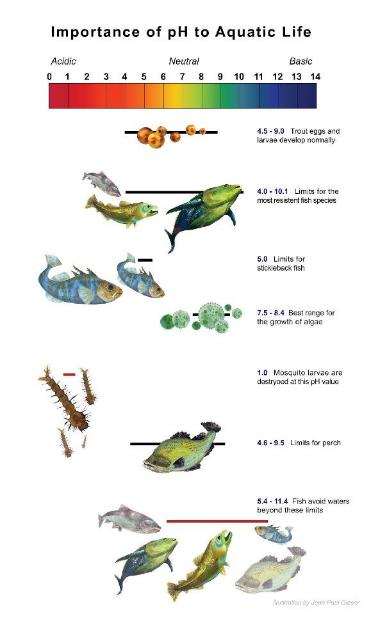 Importance of pH to Aquatic Life
Acidic Neutral Basic
0 1 2 3 4 5 6 7 8 9 10 11 12 13 14
4.5 - 9.0 Trout eggs and
larvae develop normally
4.0 - 10.1 Limits for the
most resistent fish species
5.0 Limits for
stickleback fish
7.5 - 8.4 Best range for
the growth of algae
1.0 Mosquito larvae are
destryoed at this pH value
4.6 - 9.5 Limits for perch
5.4 - 11.4 Fish avoid waters
beyond these limits
Illustration by Jenn Paul Glaser